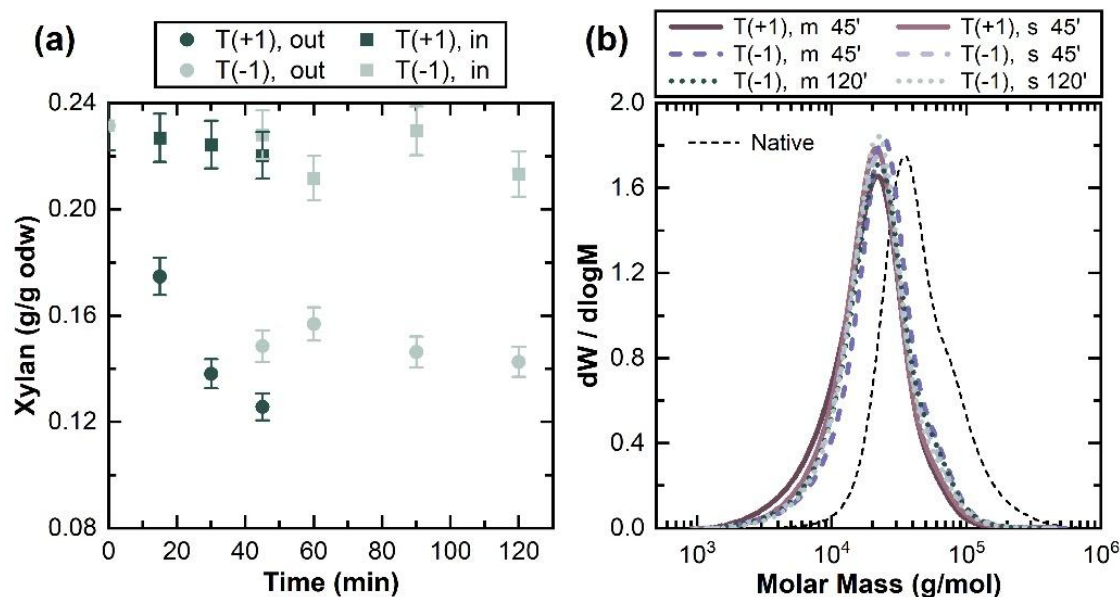 (a)
T(+1), out T(+1), in
T(-1), out T(-1), in
Xylan (g/g odw)
0.24
0.20
0.16
0.12
0.08
0 20 40 60 80 100 120
Time (min)
(b)
T(+1), m 45' T(+1), s 45'
T(-1), m 45' T(-1), s 45'
T(-1), m 120' T(-1), s 120'
Native
dW / dlogM
2.0
1.6
1.2
0.8
0.4
0.0
10³ 10⁴ 10⁵ 10⁶
Molar Mass (g/mol)